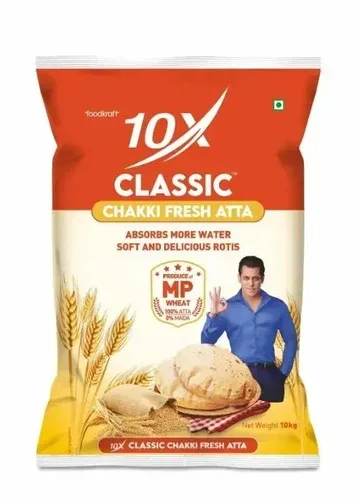 foodkraft
10X
CLASSIC™
CHAKKI FRESH ATTA
ABSORBS MORE WATER
SOFT AND DELICIOUS ROTIS
PRODUCE of
MP
WHEAT
100% ATTA
0% MAIDA
Net Weight 10kg
10X CLASSIC CHAKKI FRESH ATTA